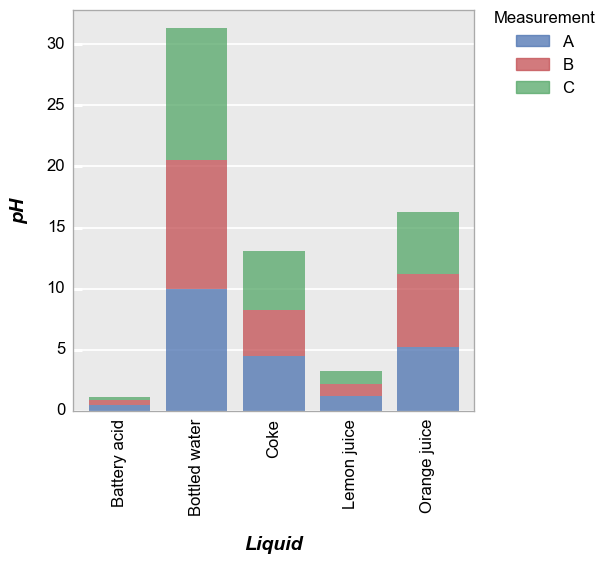 Measurement
A
B
C
pH
30
25
20
15
10
5
0
Battery acid
Bottled water
Coke
Lemon juice
Orange juice
Liquid